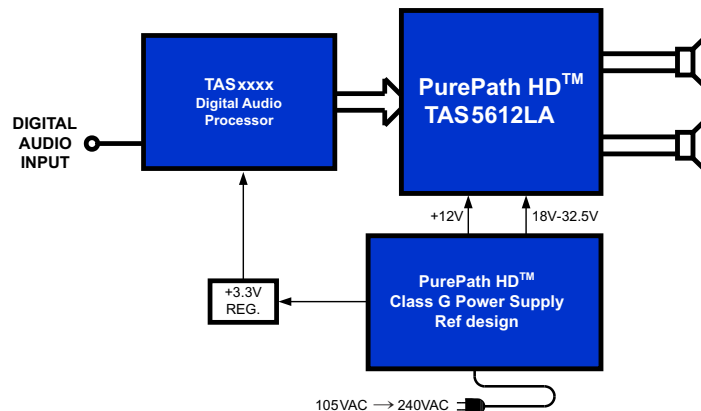 TASxxxx
Digital Audio
Processor
PurePath HD™
TAS5612LA
DIGITAL
AUDIO
INPUT
+12V
18V-32.5V
+3.3V
REG.
PurePath HD™
Class G Power Supply
Ref design
105VAC → 240VAC